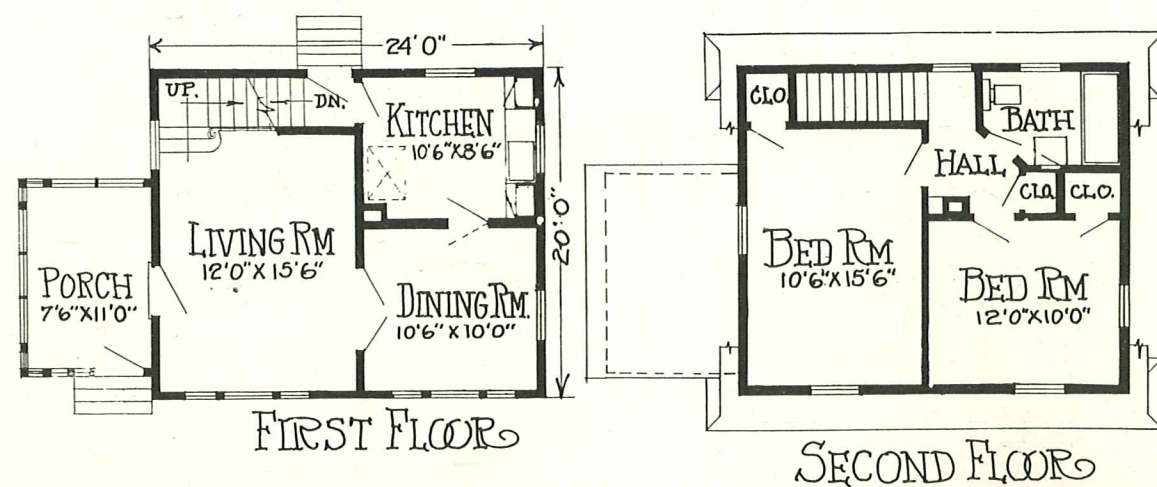 24'0"
UP.
DN.
KITCHEN
10'6"X8'6"
20'0"
LIVING RM
12'0"X15'6"
PORCH
7'6"X11'0"
DINING RM.
10'6"X10'0"
FIRST FLOOR
CLO.
BATH
HALL
CLO.
CLO.
BED RM
10'6"X15'6"
BED RM
12'0"X10'0"
SECOND FLOOR